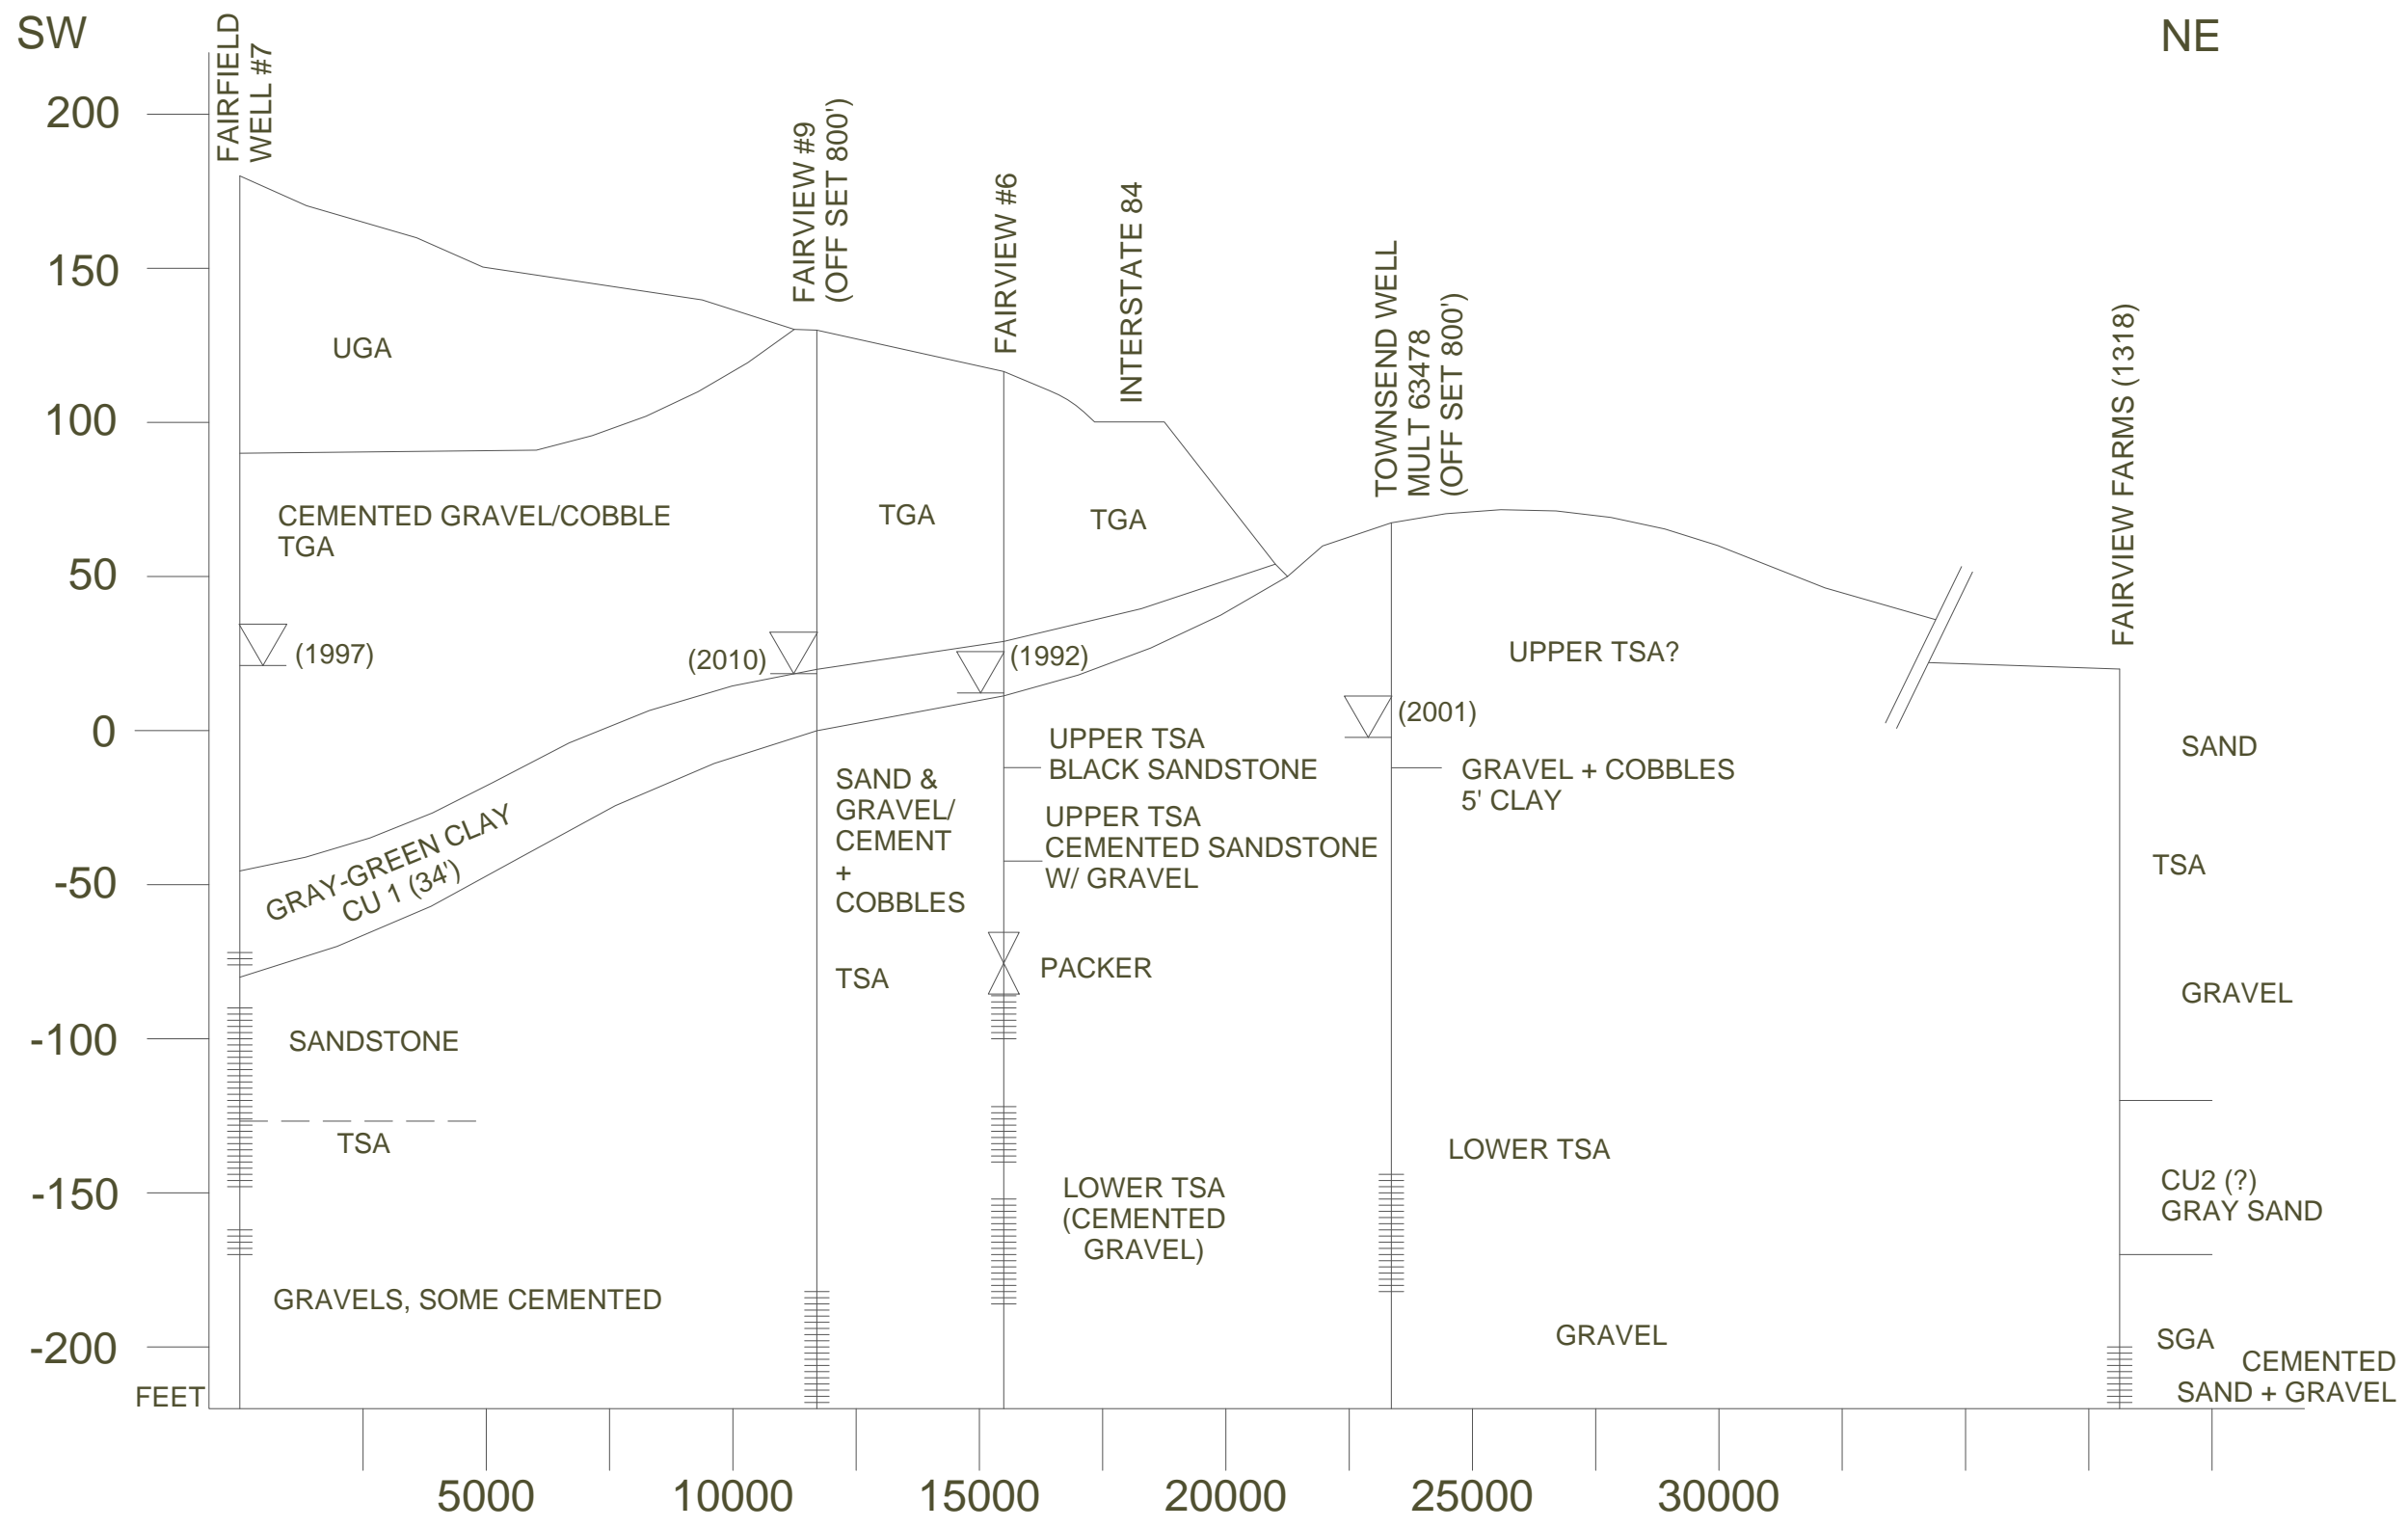 SW
NE
FAIRFIELD
WELL #7
FAIRVIEW #9
(OFF SET 800')
FAIRVIEW #6
INTERSTATE 84
TOWNSEND WELL
MULT 63478
(OFF SET 800')
FAIRVIEW FARMS (1318)
200
150
100
50
0
-50
-100
-150
-200
FEET
UGA
CEMENTED GRAVEL/COBBLE
TGA
TGA
TGA
(1997)
(2010)
(1992)
(2001)
UPPER TSA?
GRAY-GREEN CLAY
CU 1 (34')
SAND &
GRAVEL/
CEMENT
+
COBBLES
TSA
UPPER TSA
BLACK SANDSTONE
UPPER TSA
CEMENTED SANDSTONE
W/ GRAVEL
PACKER
GRAVEL + COBBLES
5' CLAY
SAND
TSA
GRAVEL
SANDSTONE
TSA
LOWER TSA
(CEMENTED
GRAVEL)
LOWER TSA
CU2 (?)
GRAY SAND
GRAVELS, SOME CEMENTED
GRAVEL
SGA
CEMENTED
SAND + GRAVEL
5000
10000
15000
20000
25000
30000